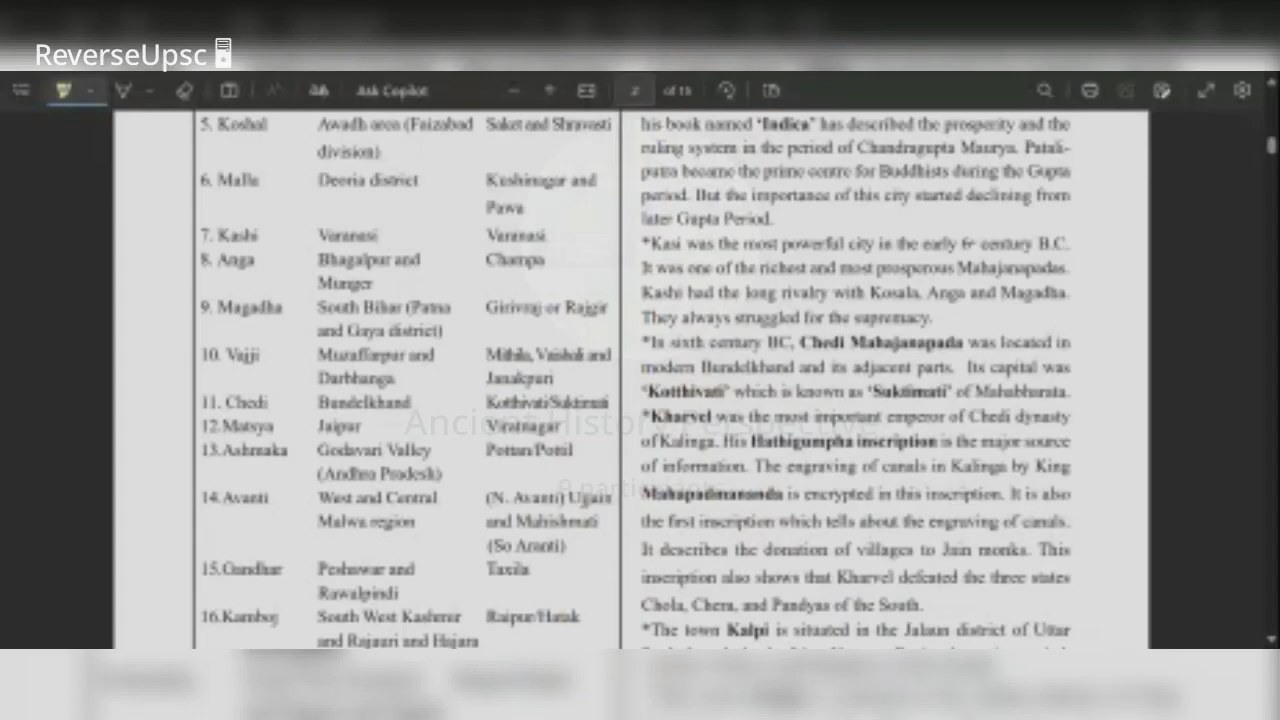 ReverseUpsc
Ask Copilot
2 of 15
5. Koshal Awadh area (Faizabad Saket and Shravasti
division)
6. Malla Deoria district Kushinagar and
Pawa
7. Kashi Varanasi Varanasi
8. Anga Bhagalpur and Champa
Munger
9. Magadha South Bihar (Patna Girivraj or Rajgir
and Gaya district)
10. Vajji Muzaffarpur and Mithila, Vaishali and
Darbhanga Janakpuri
11. Chedi Bundelkhand Kotthivati/Suktimati
12.Matsya Jaipur Viratnagar
13.Ashmaka Godavari Valley Pottan/Potil
(Andhra Pradesh)
14.Avanti West and Central (N. Avanti) Ujjain
Malwa region and Mahishmati
(So Avanti)
15.Gandhar Peshawar and Taxila
Rawalpindi
16.Kamboj South West Kashmir Rajpur/Hatak
and Rajauri and Hajara
his book named 'Indica' has described the prosperity and the
ruling system in the period of Chandragupta Maurya. Patali-
putra became the prime centre for Buddhists during the Gupta
period. But the importance of this city started declining from
later Gupta Period.
*Kasi was the most powerful city in the early 6th century B.C.
It was one of the richest and most prosperous Mahajanapadas.
Kashi had the long rivalry with Kosala, Anga and Magadha.
They always struggled for the supremacy.
*In sixth century BC, Chedi Mahajanapada was located in
modern Bundelkhand and its adjacent parts. Its capital was
'Kotthivati' which is known as 'Suktimati' of Mahabharata.
*Kharvel was the most important emperor of Chedi dynasty
of Kalinga. His Hathigumpha inscription is the major source
of information. The engraving of canals in Kalinga by King
Mahapadmananda is encrypted in this inscription. It is also
the first inscription which tells about the engraving of canals.
It describes the donation of villages to Jain monks. This
inscription also shows that Kharvel defeated the three states
Chola, Chera, and Pandyas of the South.
*The town Kalpi is situated in the Jalaun district of Uttar
Ancient History Perspective
9 participants